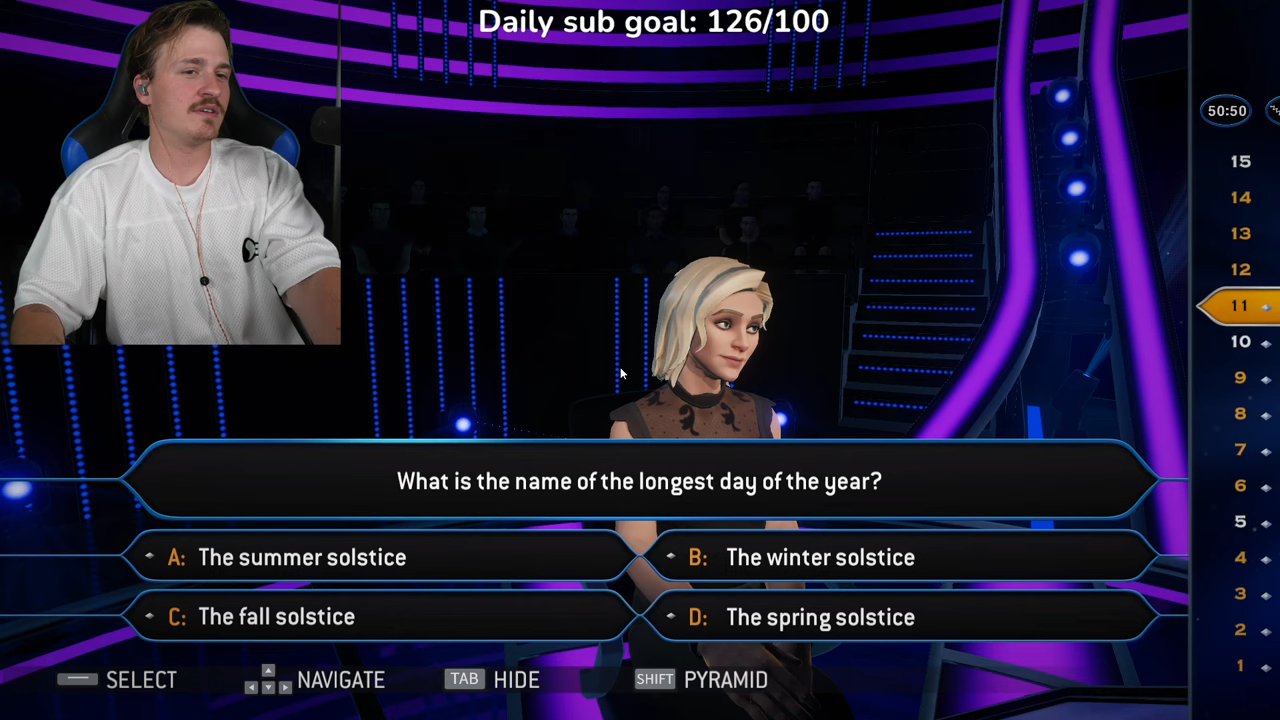 Daily sub goal: 126/100
50:50
15
14
13
12
11
10
9
8
7
6
5
4
3
2
1
What is the name of the longest day of the year?
A: The summer solstice
B: The winter solstice
C: The fall solstice
D: The spring solstice
SELECT
NAVIGATE
TAB HIDE
SHIFT PYRAMID